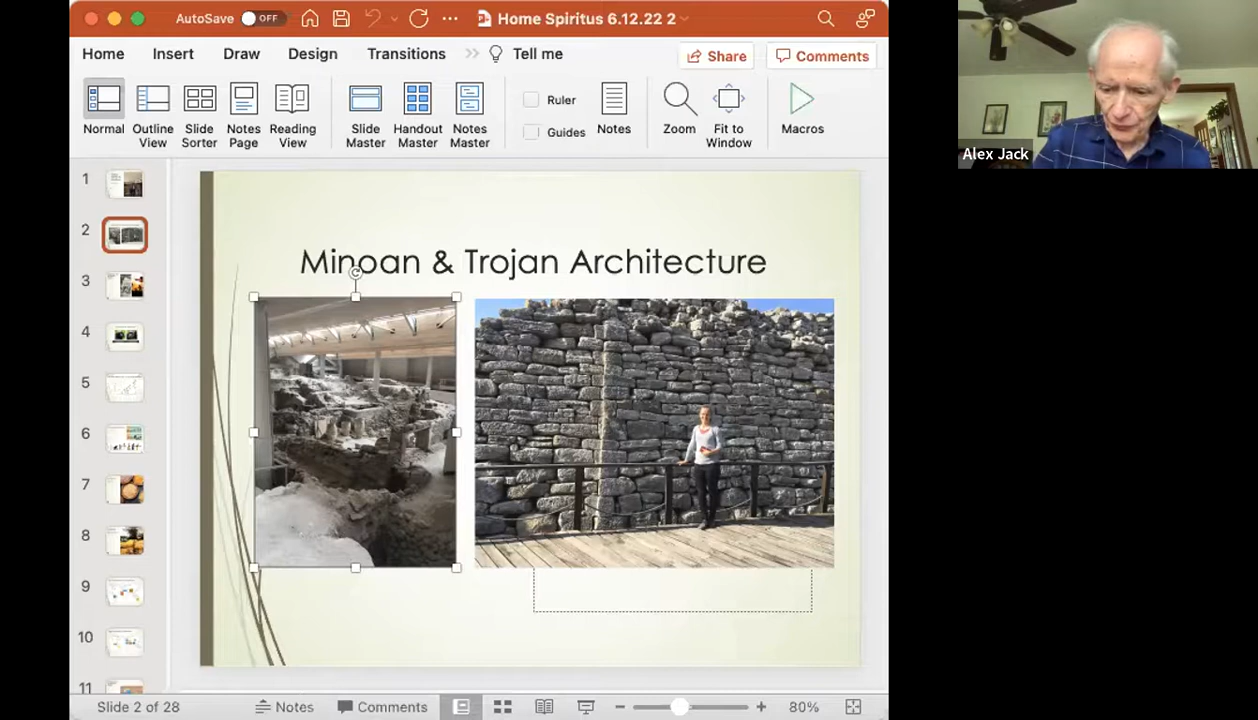 AutoSave OFF Home Spiritus 6.12.22 2
Home Insert Draw Design Transitions Tell me Share Comments
Normal Outline View Slide Sorter Notes Page Reading View Slide Master Handout Master Notes Master Ruler Guides Notes Zoom Fit to Window Macros
Alex Jack
1
2
3
4
5
6
7
8
9
10
11
Minoan & Trojan Architecture
Slide 2 of 28 Notes Comments 80%